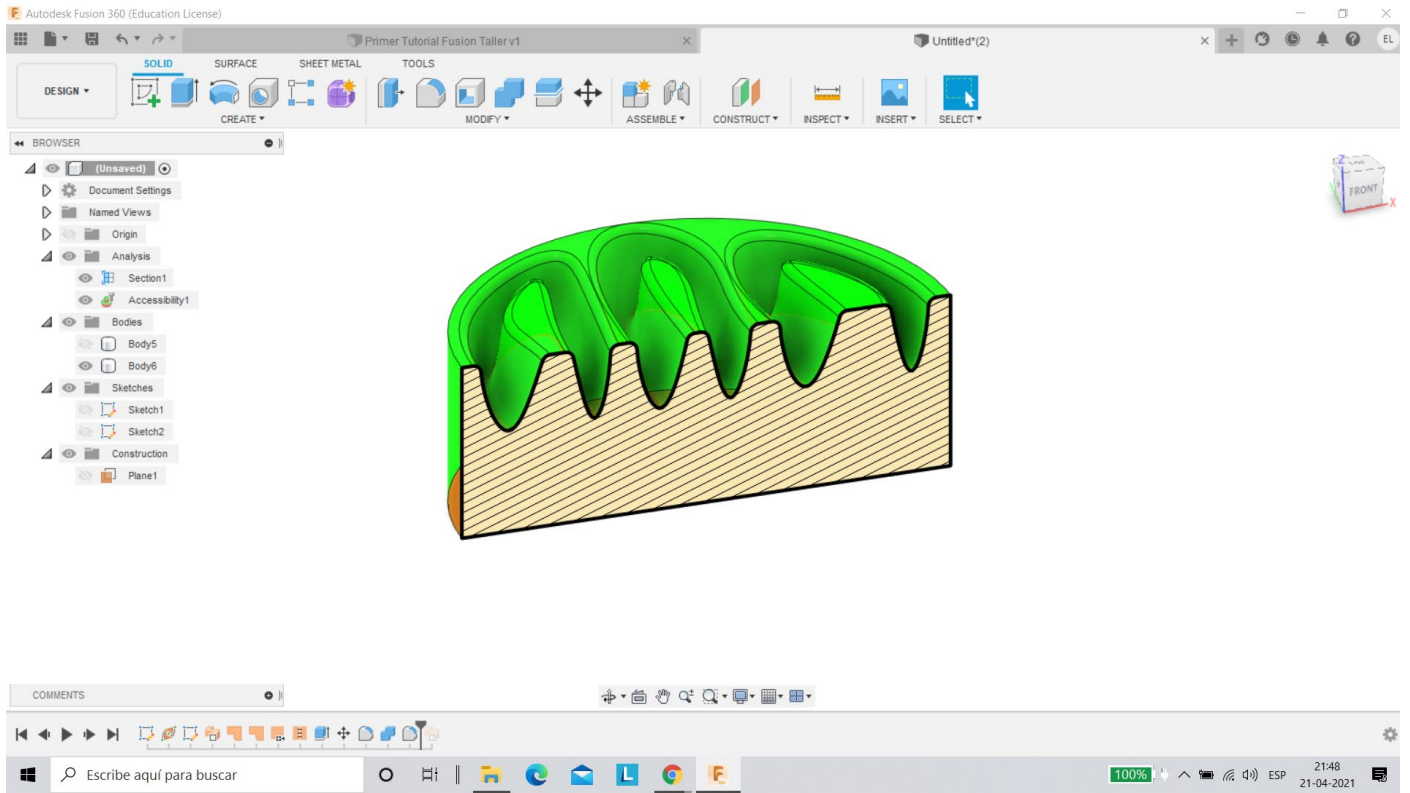 Autodesk Fusion 360 (Education License)
Primer Tutorial Fusion Taller v1
Untitled*(2)
EL
SOLID SURFACE SHEET METAL TOOLS
DESIGN
CREATE MODIFY ASSEMBLE CONSTRUCT INSPECT INSERT SELECT
BROWSER
(Unsaved)
Document Settings
Named Views
Origin
Analysis
Section1
Accessibility1
Bodies
Body5
Body6
Sketches
Sketch1
Sketch2
Construction
Plane1
Z
FRONT
X
COMMENTS
Escribe aquí para buscar
L
F
100%
ESP
21:48
21-04-2021